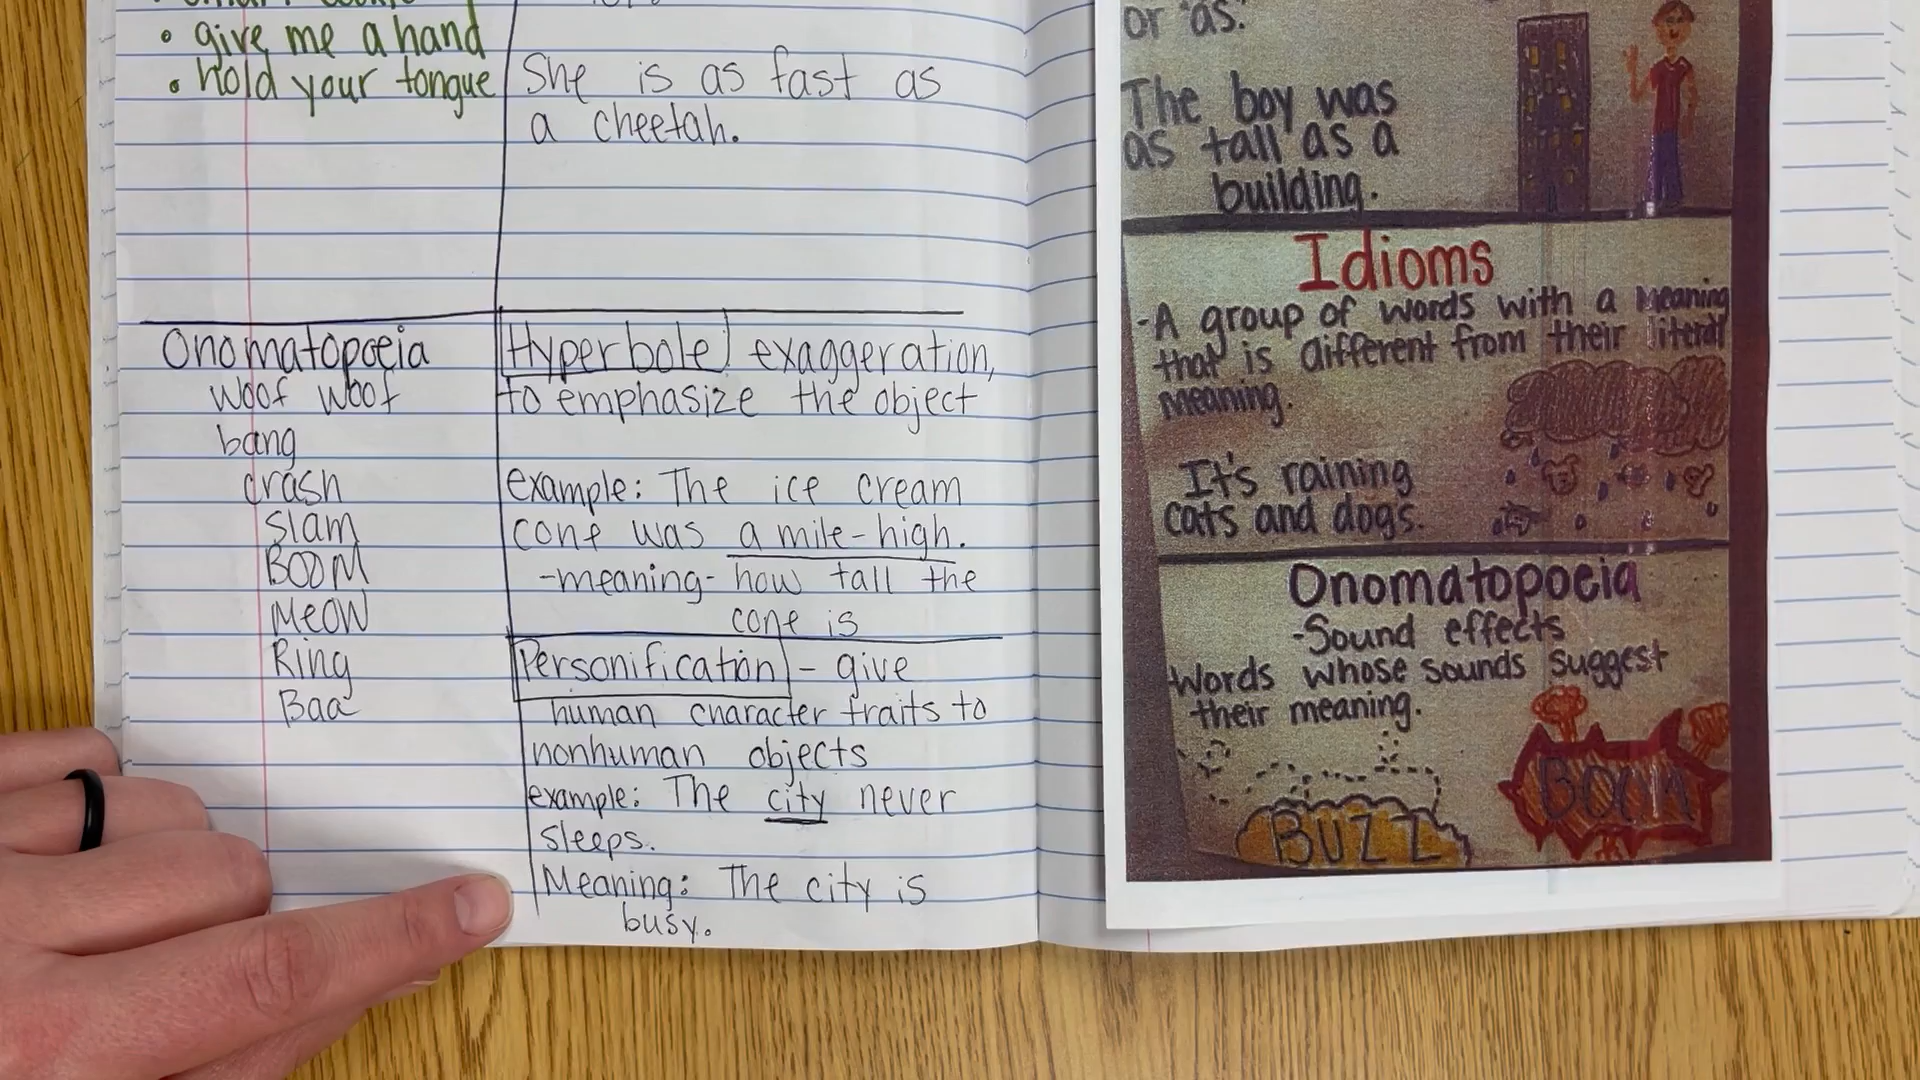 • give me a hand
• hold your tongue
She is as fast as
a cheetah.
Onomatopoeia
woof woof
bang
crash
Slam
BOOM
Meow
Ring
Baa
Hyperbole exaggeration,
to emphasize the object
example: The ice cream
cone was a mile-high.
-meaning- how tall the
cone is
Personification - give
human character traits to
nonhuman objects
example: The city never
sleeps.
Meaning: The city is
busy.
or "as."
The boy was
as tall as a
building.
Idioms
-A group of words with a meaning
that is different from their literal
meaning.
It's raining
cats and dogs.
Onomatopoeia
-Sound effects
Words whose sounds suggest
their meaning.
BUZZ
BOOM